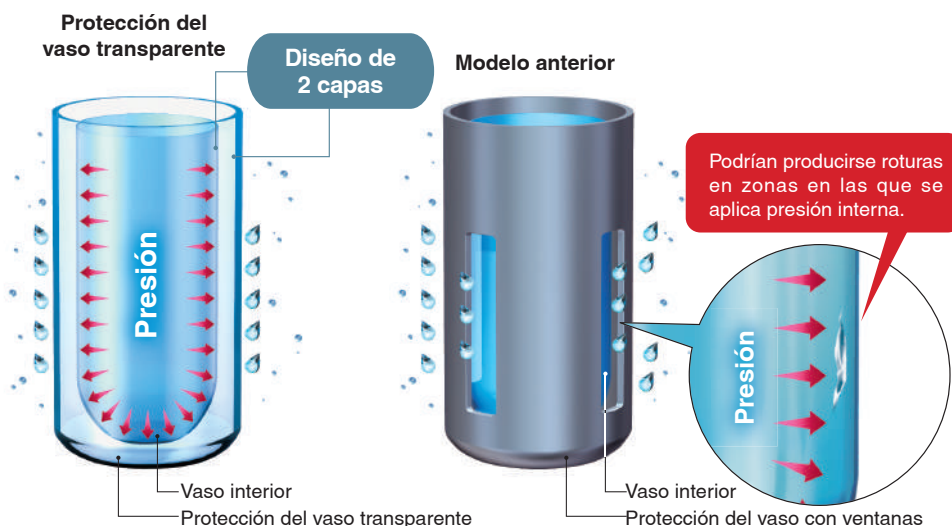 Protección del
vaso transparente
Diseño de
2 capas
Presión
Vaso interior
Protección del vaso transparente
Modelo anterior
Podrían producirse roturas
en zonas en las que se
aplica presión interna.
Presión
Vaso interior
Protección del vaso con ventanas